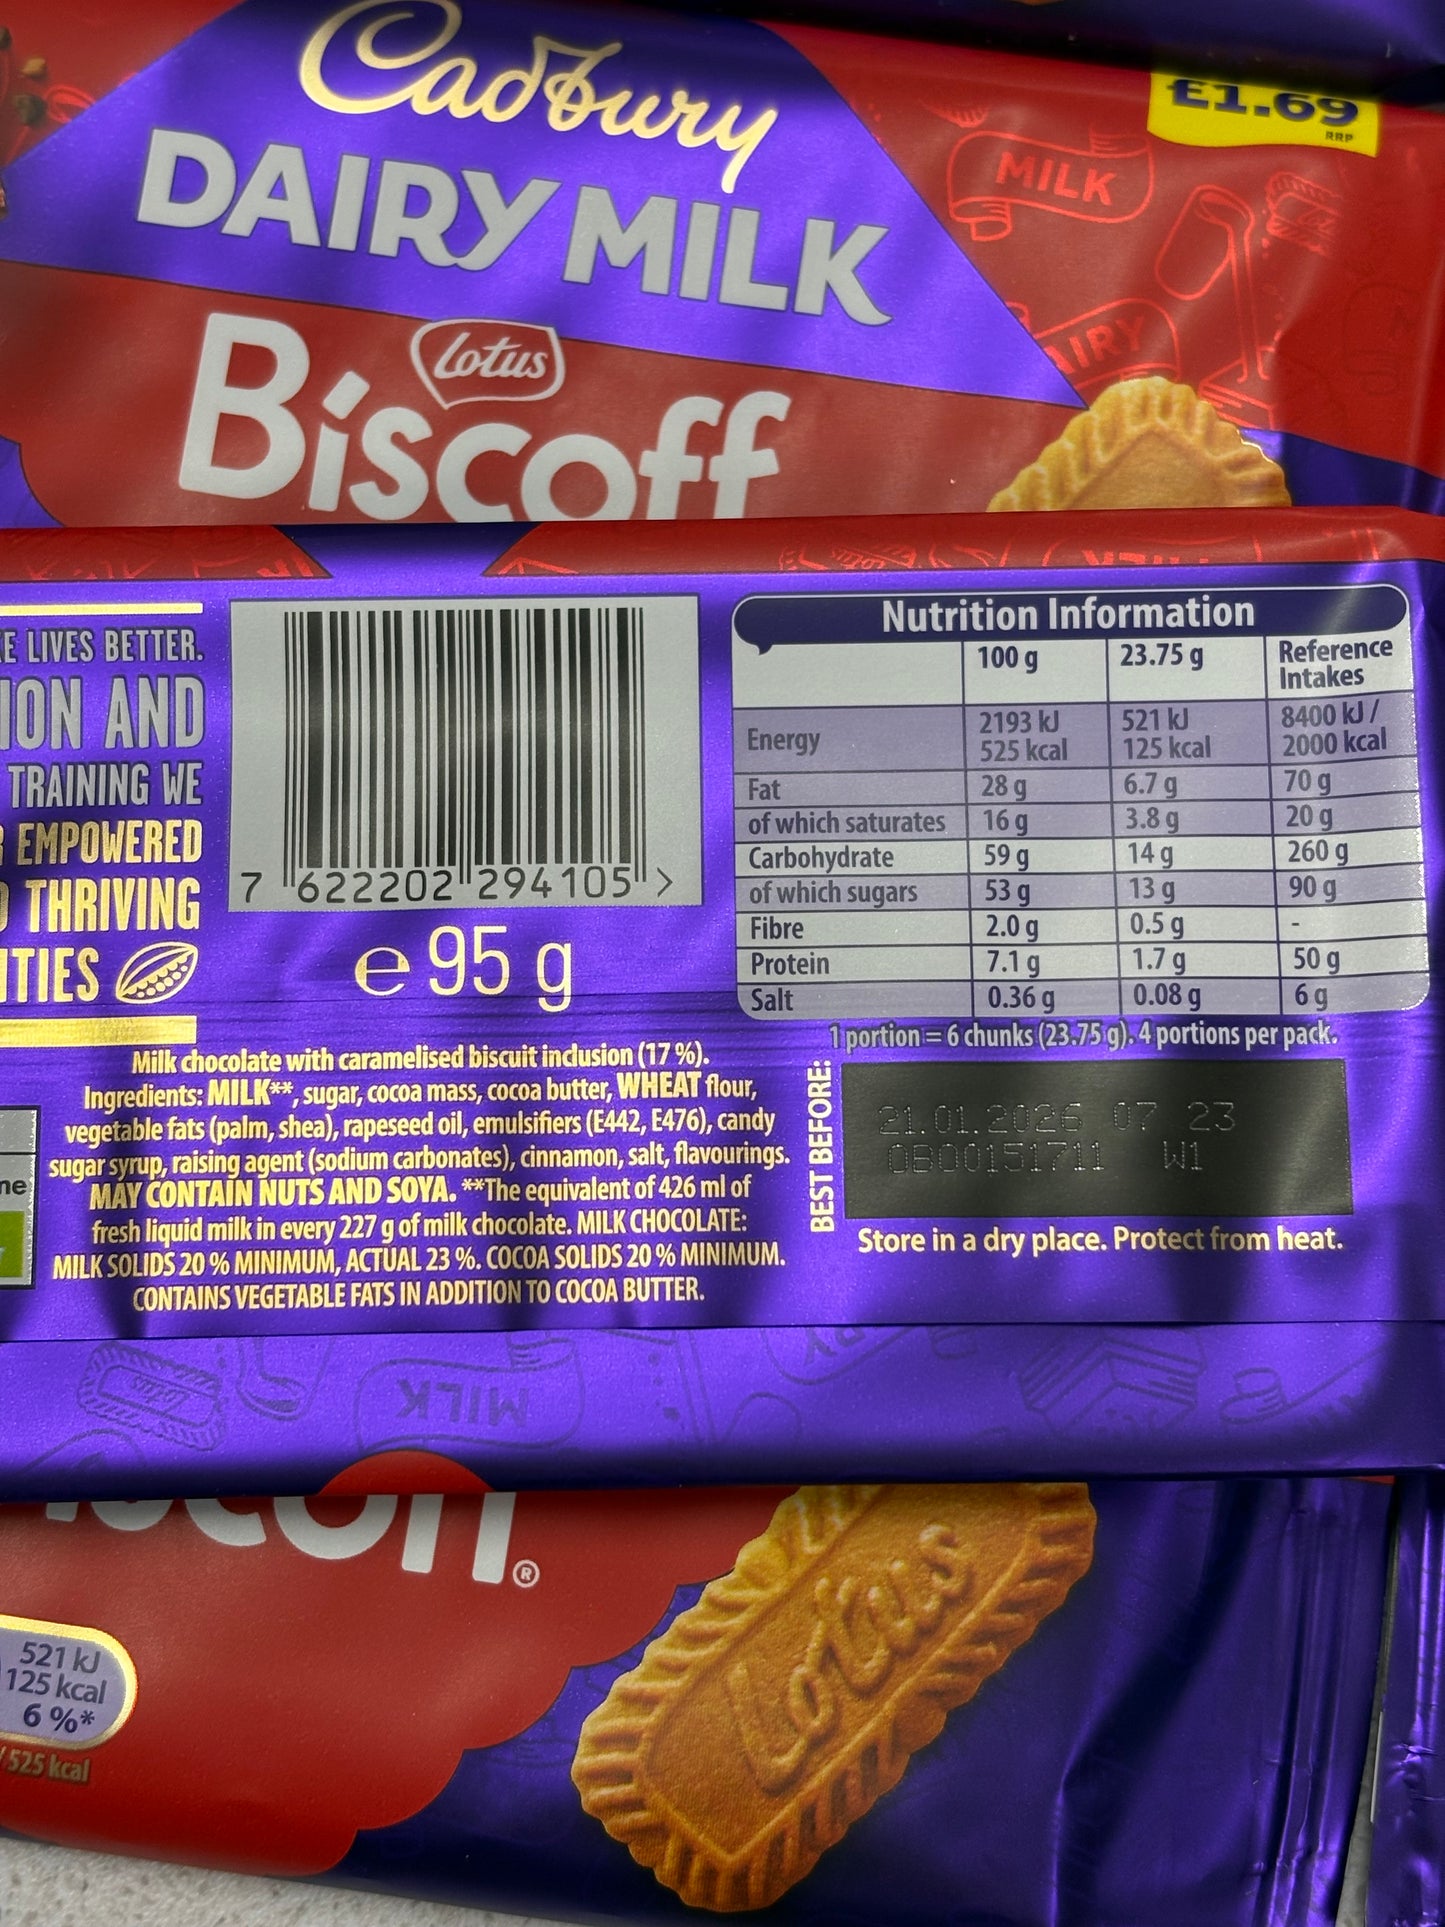 Cadbury
£1.69
RRP
DAIRY MILK
MILK
Lotus
Biscoff
LIVES BETTER.
AND
TRAINING WE
EMPOWERED
THRIVING
7 622202 294105 >
e 95 g
Nutrition Information
100 g 23.75 g Reference Intakes
Energy 2193 kJ 525 kcal 521 kJ 125 kcal 8400 kJ / 2000 kcal
Fat 28 g 6.7 g 70 g
of which saturates 16 g 3.8 g 20 g
Carbohydrate 59 g 14 g 260 g
of which sugars 53 g 13 g 90 g
Fibre 2.0 g 0.5 g -
Protein 7.1 g 1.7 g 50 g
Salt 0.36 g 0.08 g 6 g
1 portion = 6 chunks (23.75 g). 4 portions per pack.
Milk chocolate with caramelised biscuit inclusion (17 %).
Ingredients: MILK**, sugar, cocoa mass, cocoa butter, WHEAT flour,
vegetable fats (palm, shea), rapeseed oil, emulsifiers (E442, E476), candy
sugar syrup, raising agent (sodium carbonates), cinnamon, salt, flavourings.
MAY CONTAIN NUTS AND SOYA. **The equivalent of 426 ml of
fresh liquid milk in every 227 g of milk chocolate. MILK CHOCOLATE:
MILK SOLIDS 20 % MINIMUM, ACTUAL 23 %. COCOA SOLIDS 20 % MINIMUM.
CONTAINS VEGETABLE FATS IN ADDITION TO COCOA BUTTER.
BEST BEFORE:
21.01.2026 07 23
OBO0151711 W1
Store in a dry place. Protect from heat.
MILK
®
Lotus
521 kJ
125 kcal
6 %*
/ 525 kcal